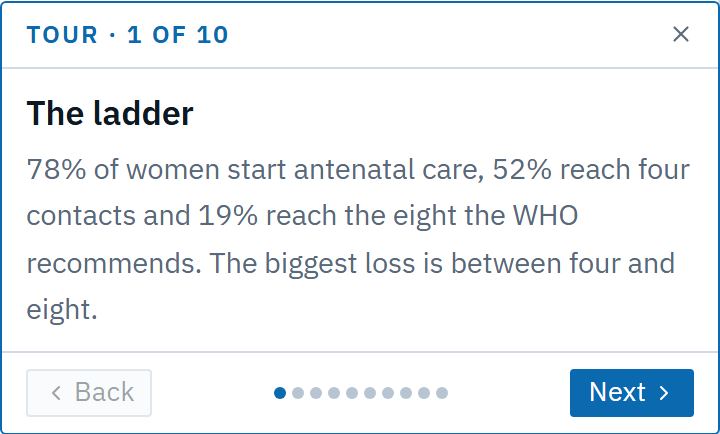 TOUR · 1 OF 10
The ladder
78% of women start antenatal care, 52% reach four
contacts and 19% reach the eight the WHO
recommends. The biggest loss is between four and
eight.
Back
Next